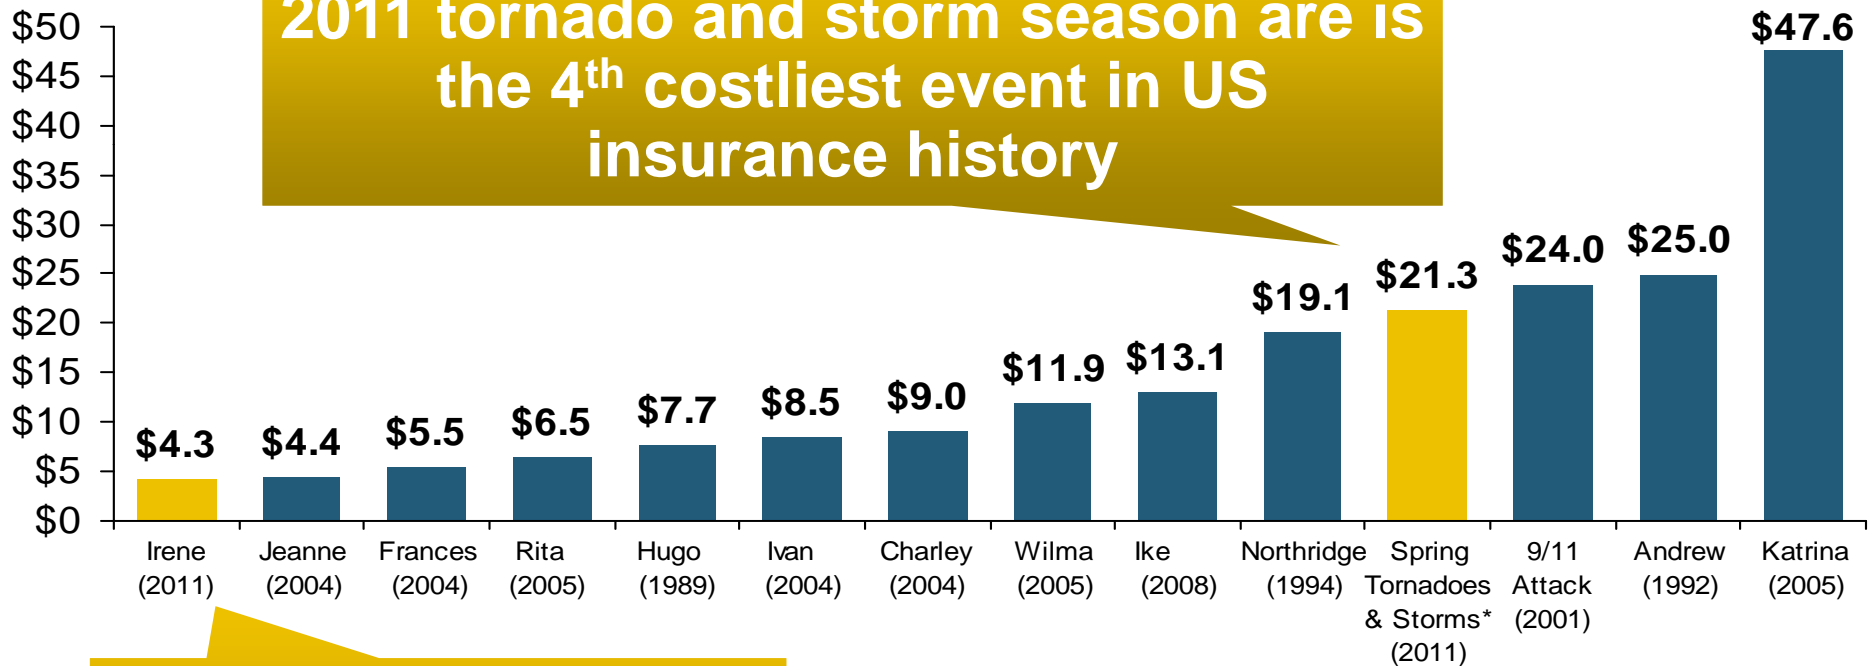 2011 tornado and storm season are is
the 4th costliest event in US
insurance history
$50
$45
$40
$35
$30
$25
$20
$15
$10
$5
$0
$4.3
$4.4
$5.5
$6.5
$7.7
$8.5
$9.0
$11.9
$13.1
$19.1
$21.3
$24.0
$25.0
$47.6
Irene
(2011)
Jeanne
(2004)
Frances
(2004)
Rita
(2005)
Hugo
(1989)
Ivan
(2004)
Charley
(2004)
Wilma
(2005)
Ike
(2008)
Northridge
(1994)
Spring
Tornadoes
& Storms*
(2011)
9/11
Attack
(2001)
Andrew
(1992)
Katrina
(2005)